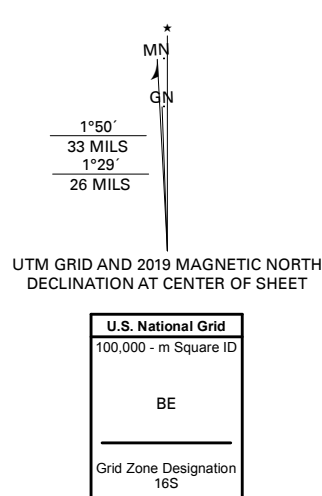 MN
GN
1°50´
33 MILS
1°29´
26 MILS
UTM GRID AND 2019 MAGNETIC NORTH
DECLINATION AT CENTER OF SHEET
U.S. National Grid
100,000 - m Square ID
BE
Grid Zone Designation
16S